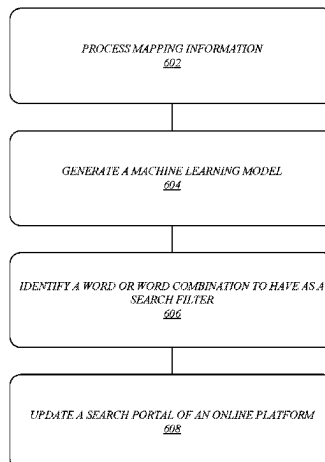 PROCESS MAPPING INFORMATION
602
GENERATE A MACHINE LEARNING MODEL
604
IDENTIFY A WORD OR WORD COMBINATION TO HAVE AS A
SEARCH FILTER
606
UPDATE A SEARCH PORTAL OF AN ONLINE PLATFORM
608